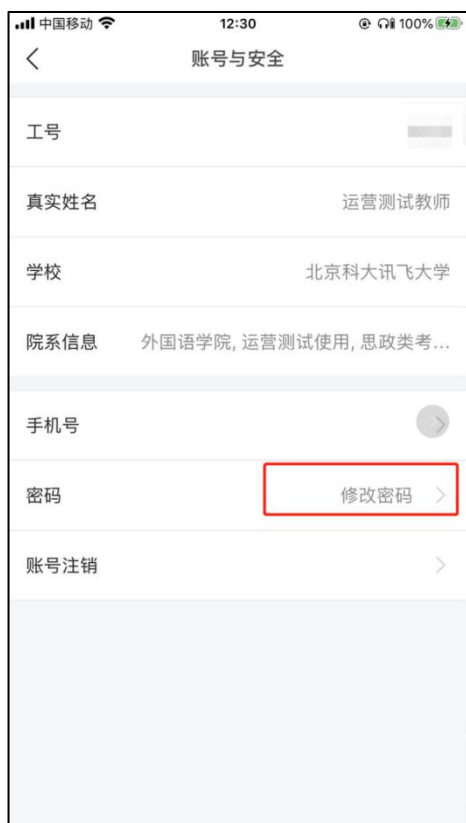 中国移动 12:30 100%
账号与安全
工号
真实姓名 运营测试教师
学校 北京科大讯飞大学
院系信息 外国语学院, 运营测试使用, 思政类考...
手机号
密码 修改密码
账号注销